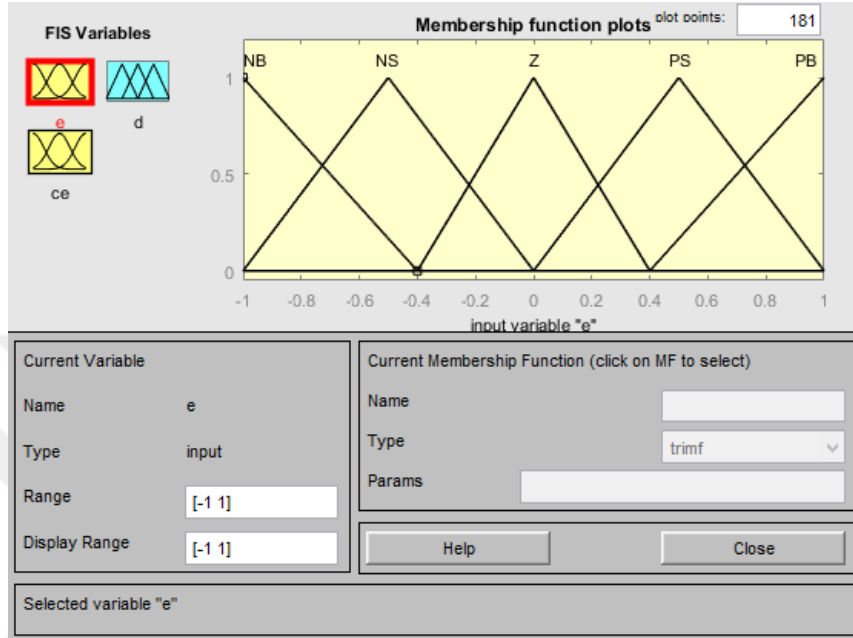 FIS Variables
Membership function plots
plot points:
181
e
d
ce
NB
NS
Z
PS
PB
1
0.5
0
-1
-0.8
-0.6
-0.4
-0.2
0
0.2
0.4
0.6
0.8
1
input variable "e"
Current Variable
Name
e
Type
input
Range
[-1 1]
Display Range
[-1 1]
Current Membership Function (click on MF to select)
Name
Type
trimf
Params
Help
Close
Selected variable "e"